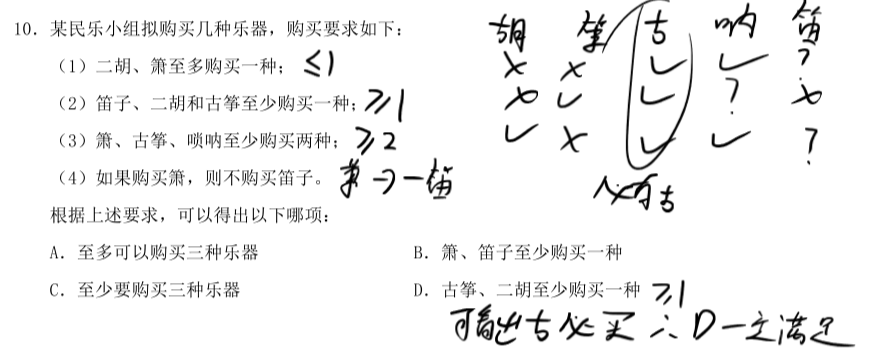 10. 某民乐小组拟购买几种乐器，购买要求如下：
胡 箫 古 呐 笛
（1）二胡、箫至多购买一种； ≤1
× × ✓ ✓ ?
（2）笛子、二胡和古筝至少购买一种； ≥1
× ✓ ✓ ? ×
（3）箫、古筝、唢呐至少购买两种； ≥2
✓ × ✓ ✓ ?
（4）如果购买箫，则不购买笛子。 箫→一笛
必有古
根据上述要求，可以得出以下哪项：
A. 至多可以购买三种乐器 B. 箫、笛子至少购买一种
C. 至少要购买三种乐器 D. 古筝、二胡至少购买一种 ≥1
可看出古必买 ∴D一定满足